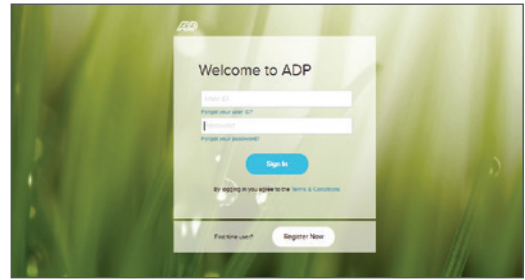 ADP
Welcome to ADP
User ID
Forgot your user ID?
Password
Forgot your password?
Sign In
By logging in you agree to the Terms & Conditions
First time user?
Register Now